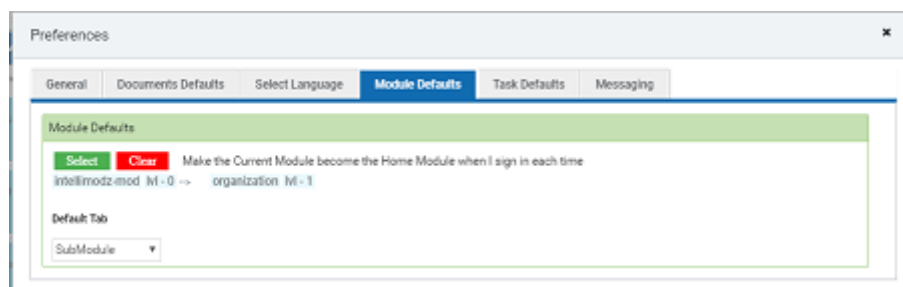 Preferences ×
General Documents Defaults Select Language Module Defaults Task Defaults Messaging
Module Defaults
Select Clear Make the Current Module become the Home Module when I sign in each time
intellimodz-mod lvl - 0 -> organization lvl - 1
Default Tab
SubModule